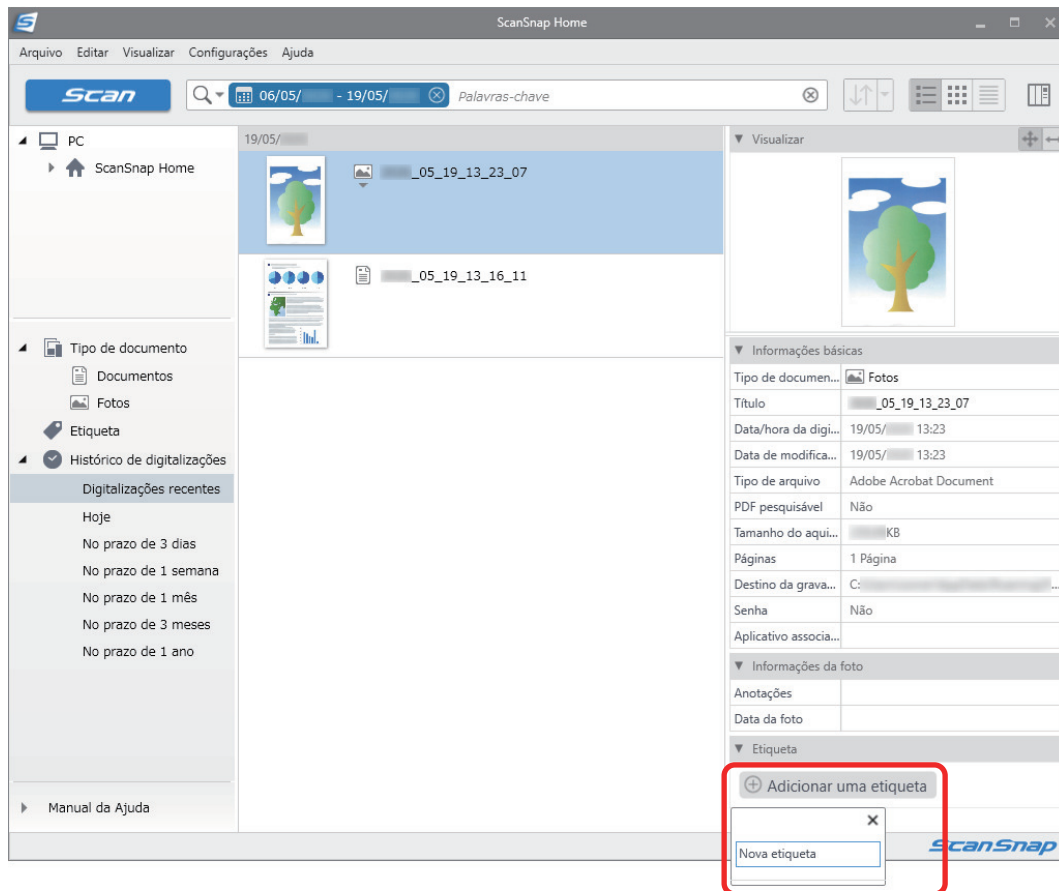 ScanSnap Home
Arquivo Editar Visualizar Configurações Ajuda
Scan
06/05/ - 19/05/ Palavras-chave
PC
ScanSnap Home
Tipo de documento
Documentos
Fotos
Etiqueta
Histórico de digitalizações
Digitalizações recentes
Hoje
No prazo de 3 dias
No prazo de 1 semana
No prazo de 1 mês
No prazo de 3 meses
No prazo de 1 ano
Manual da Ajuda
19/05/
_05_19_13_23_07
_05_19_13_16_11
Visualizar
Informações básicas
Tipo de documen... Fotos
Título _05_19_13_23_07
Data/hora da digi... 19/05/ 13:23
Data de modifica... 19/05/ 13:23
Tipo de arquivo Adobe Acrobat Document
PDF pesquisável Não
Tamanho do aqui... KB
Páginas 1 Página
Destino da grava... C: ...
Senha Não
Aplicativo associa...
Informações da foto
Anotações
Data da foto
Etiqueta
Adicionar uma etiqueta
Nova etiqueta
ScanSnap